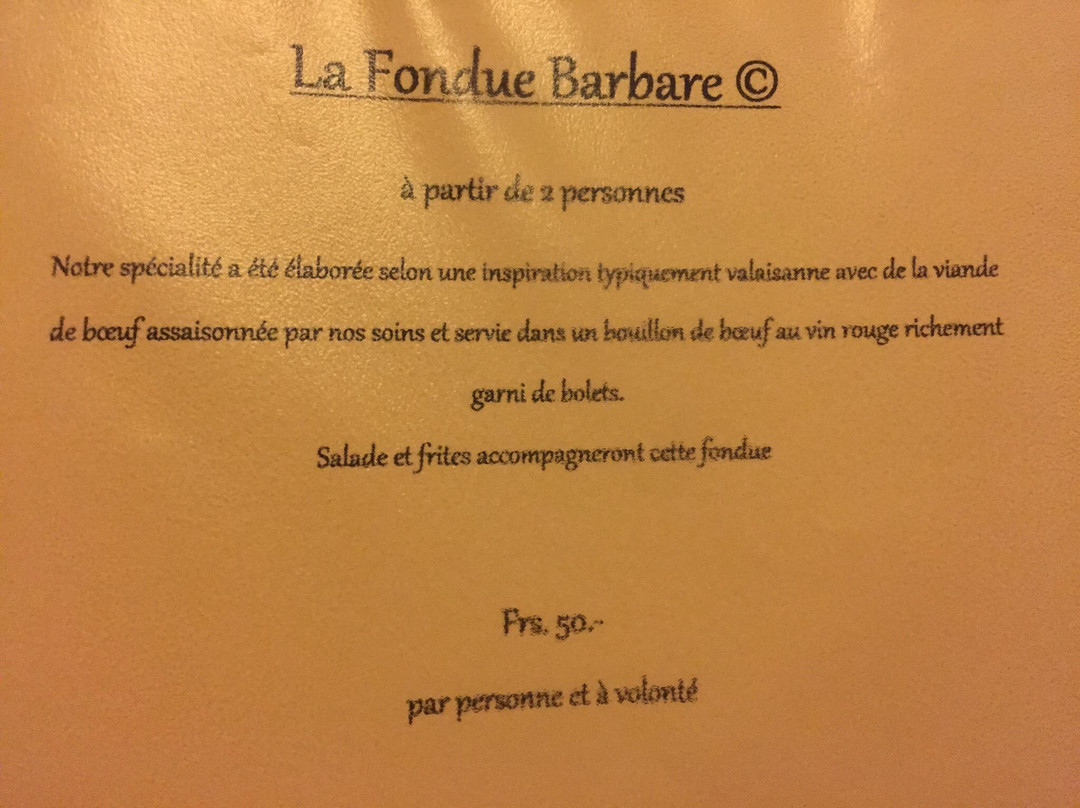 La Fondue Barbare ©
à partir de 2 personnes
Notre spécialité a été élaborée selon une inspiration typiquement valaisanne avec de la viande
de bœuf assaisonnée par nos soins et servie dans un bouillon de bœuf au vin rouge richement
garni de bolets.
Salade et frites accompagneront cette fondue
Frs. 50.-
par personne et à volonté